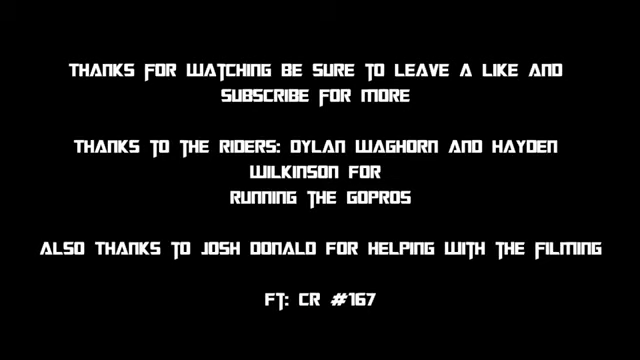 THANKS FOR WATCHING BE SURE TO LEAVE A LIKE AND
SUBSCRIBE FOR MORE
THANKS TO THE RIDERS: DYLAN WAGHORN AND HAYDEN
WILKINSON FOR
RUNNING THE GOPROS
ALSO THANKS TO JOSH DONALD FOR HELPING WITH THE FILMING
FT: CR #167